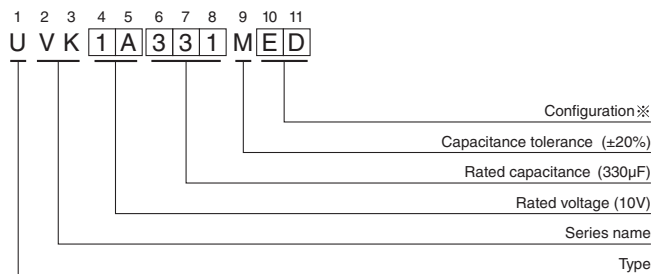 1 2 3 4 5 6 7 8 9 10 11
U V K 1 A 3 3 1 M E D
Configuration※
Capacitance tolerance (±20%)
Rated capacitance (330µF)
Rated voltage (10V)
Series name
Type